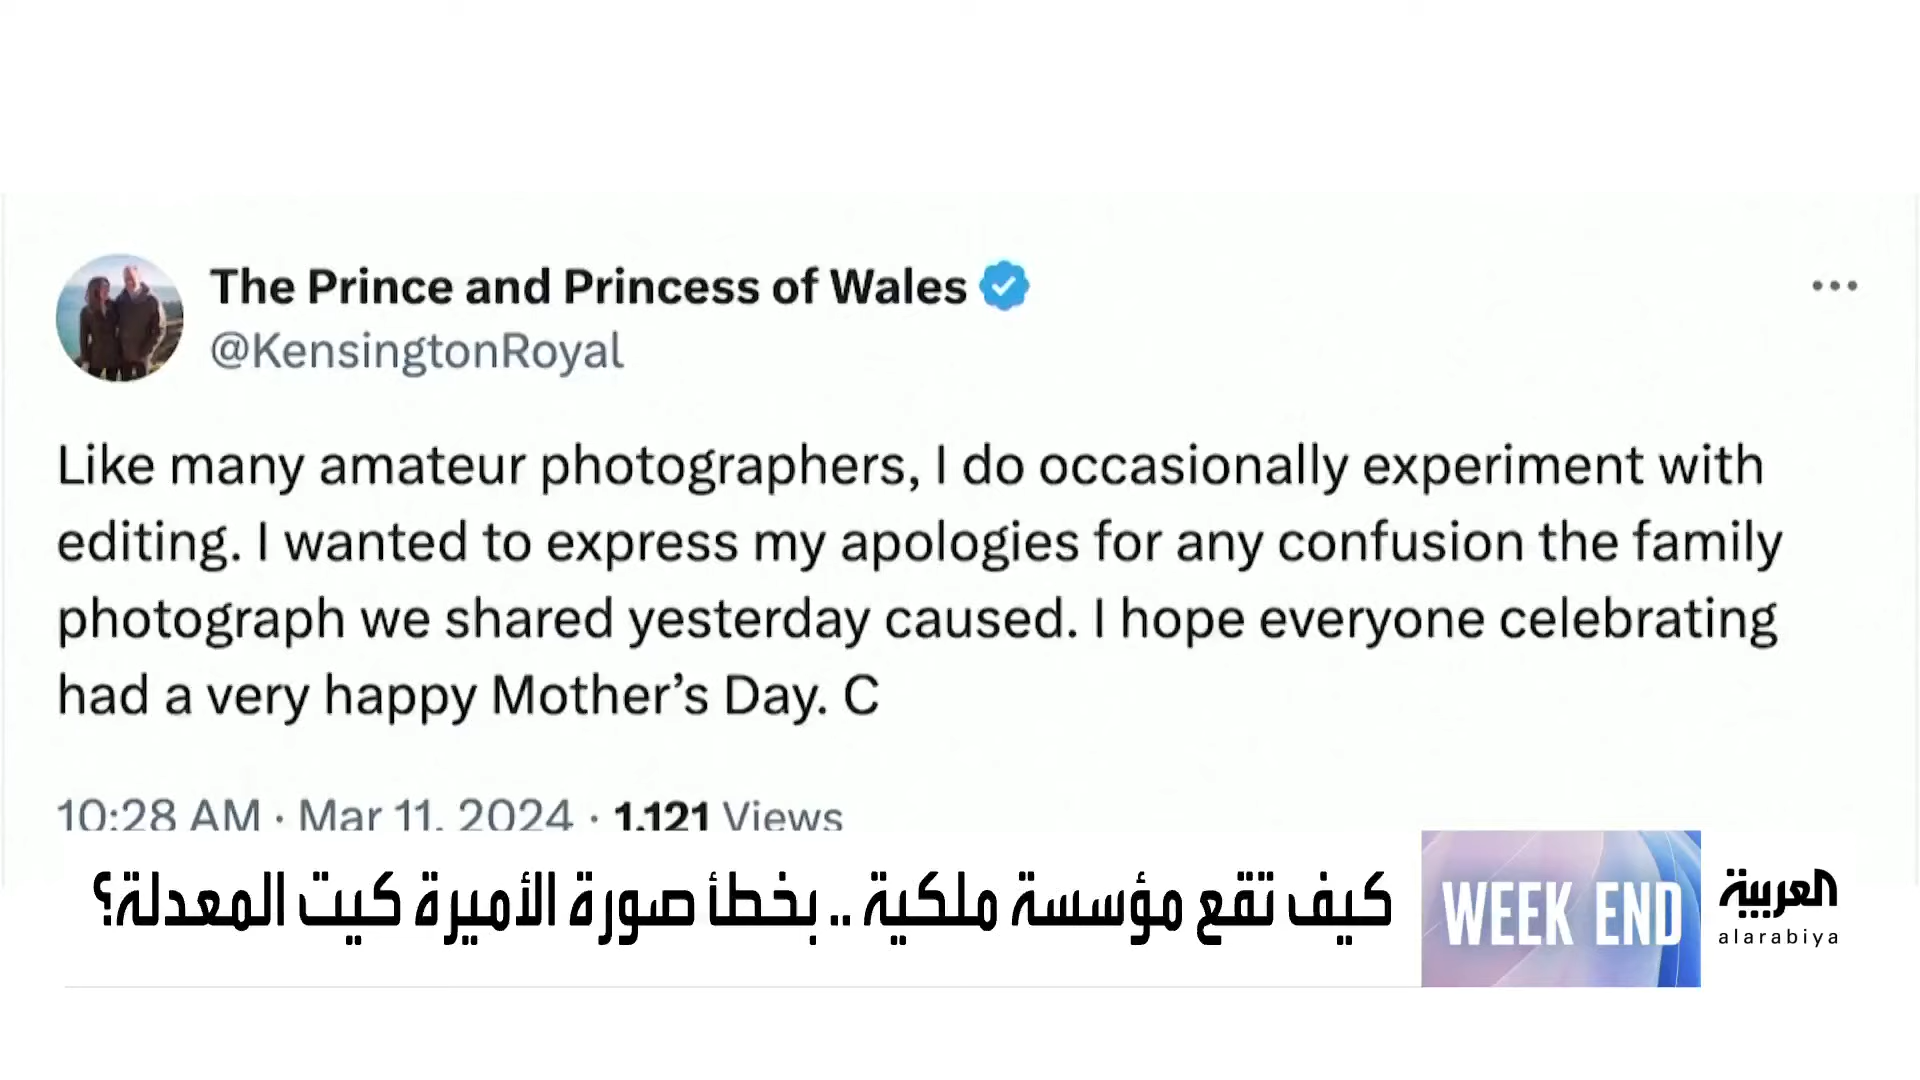 The Prince and Princess of Wales
@KensingtonRoyal
Like many amateur photographers, I do occasionally experiment with
editing. I wanted to express my apologies for any confusion the family
photograph we shared yesterday caused. I hope everyone celebrating
had a very happy Mother’s Day. C
10:28 AM · Mar 11, 2024 · 1,121 Views
كيف تقع مؤسسة ملكية .. بخطأ صورة الأميرة كيت المعدلة؟
WEEK END
العربية
alarabiya